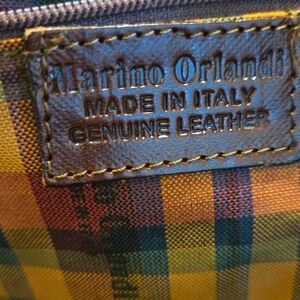 Marino Orlandi
MADE IN ITALY
GENUINE LEATHER